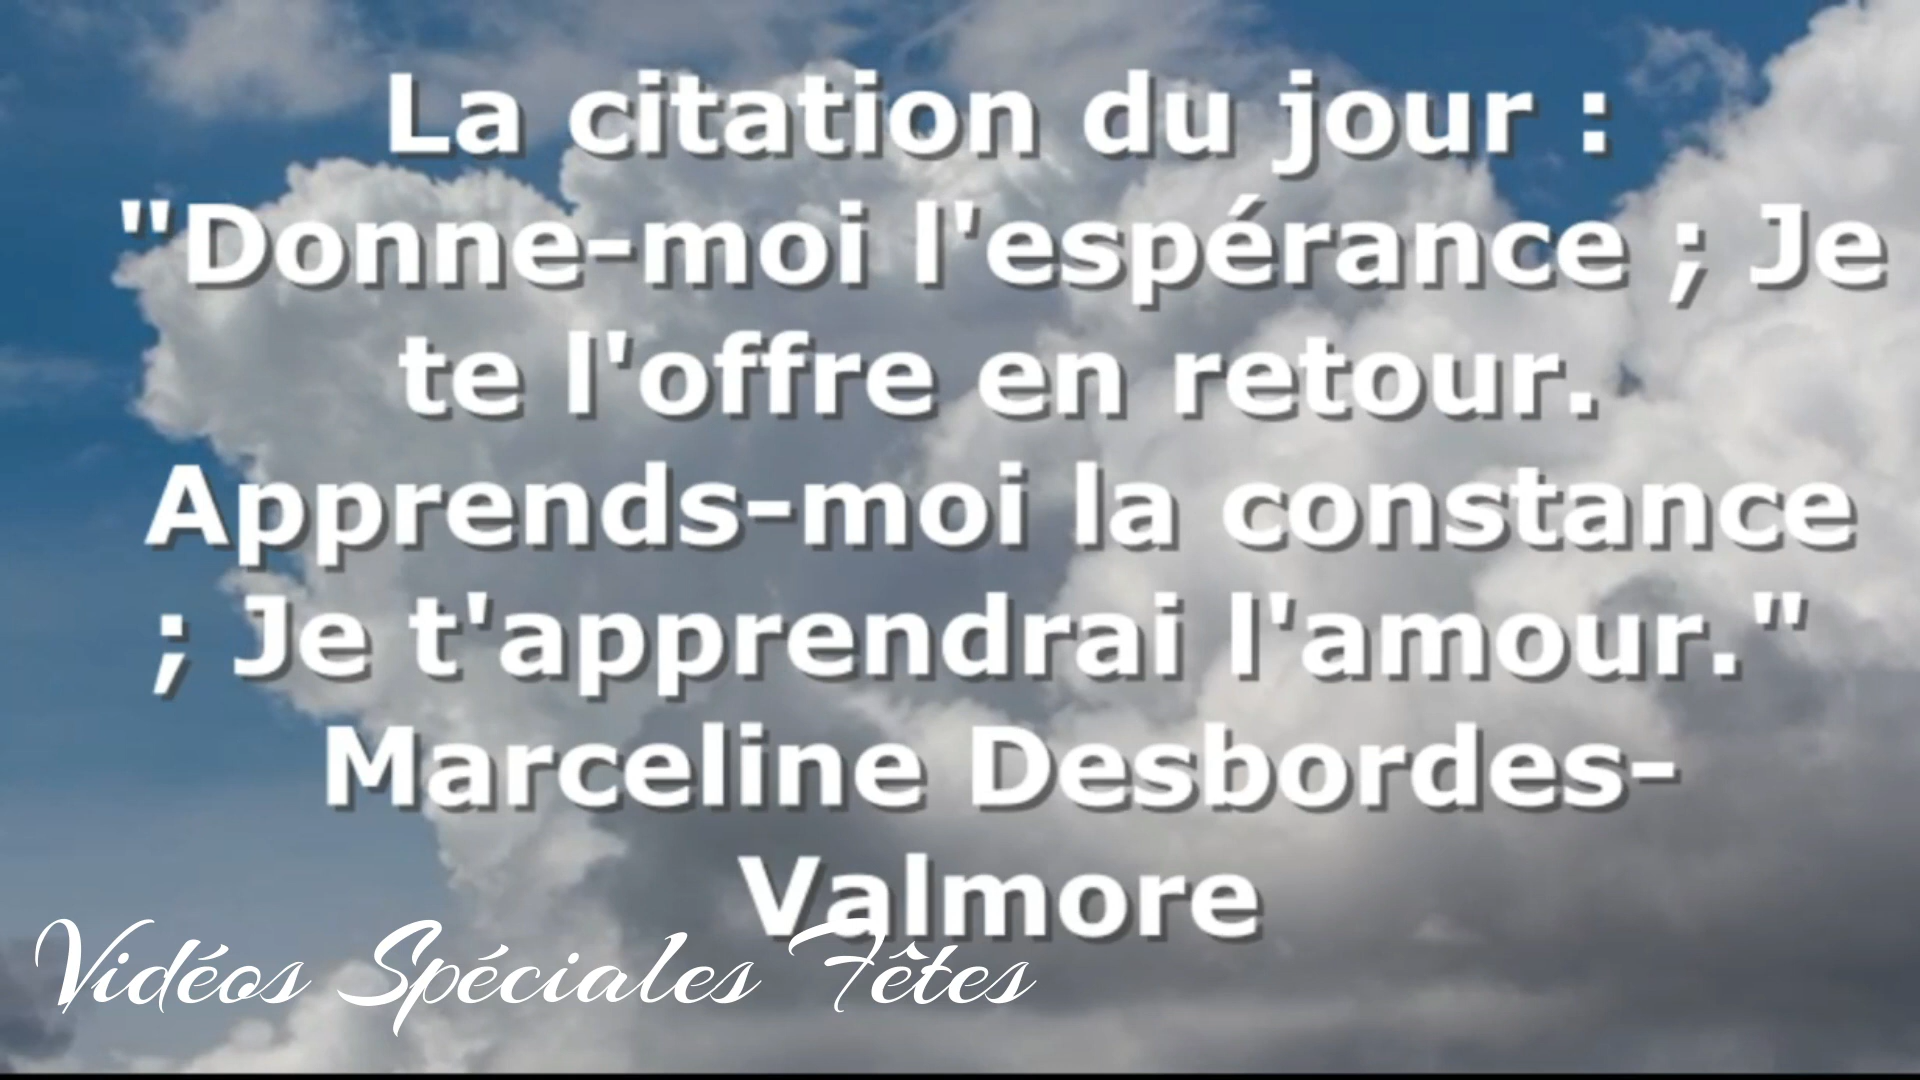 La citation du jour :
"Donne-moi l'espérance ; Je
te l'offre en retour.
Apprends-moi la constance
; Je t'apprendrai l'amour."
Marceline Desbordes-
Valmore
Vidéos Spéciales Fêtes